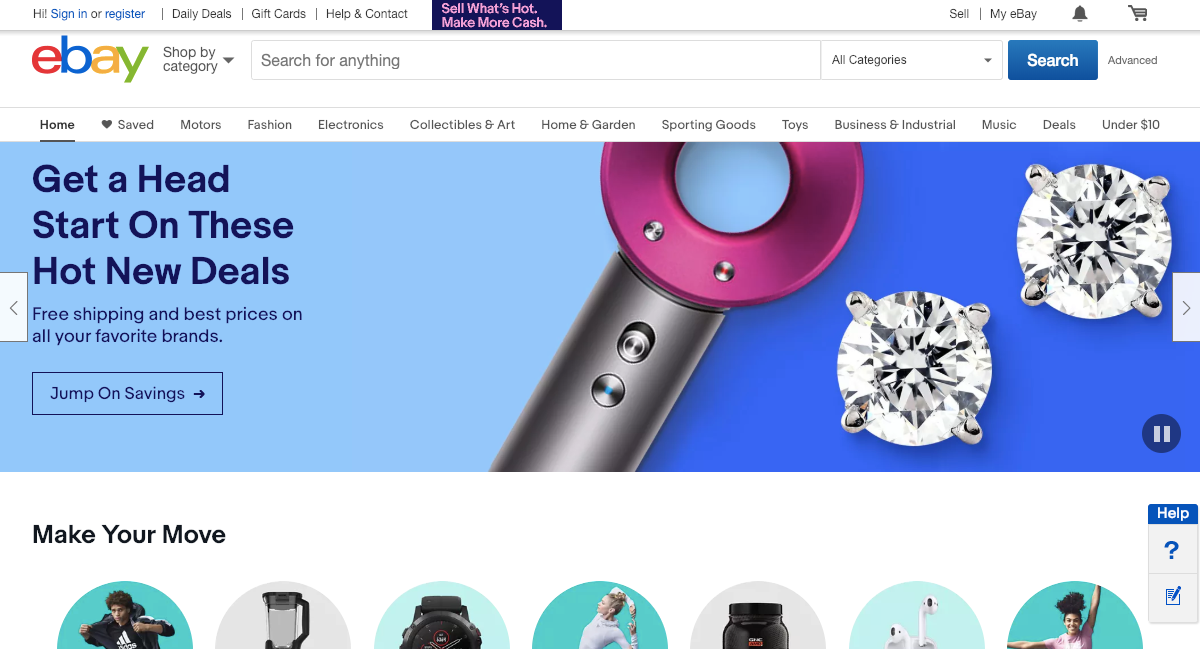 Hi! Sign in or register
Daily Deals
Gift Cards
Help & Contact
Sell What's Hot.
Make More Cash.
Sell
My eBay
ebay
Shop by
category
Search for anything
All Categories
Search
Advanced
Home
Saved
Motors
Fashion
Electronics
Collectibles & Art
Home & Garden
Sporting Goods
Toys
Business & Industrial
Music
Deals
Under $10
Get a Head
Start On These
Hot New Deals
Free shipping and best prices on
all your favorite brands.
Jump On Savings
Help
?
Make Your Move
adidas
GNC